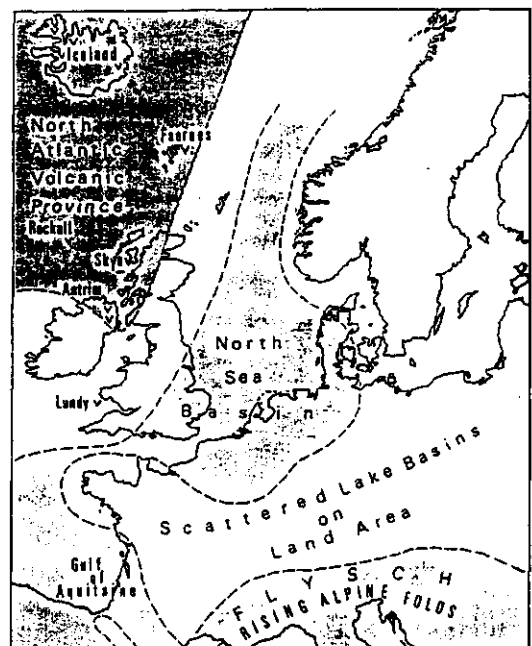 Iceland
North
Atlantic
Volcanic
Province
Faeroes
Rockall
Skye
Antrim
Lundy
North
Sea
Basin
Scattered Lake Basins
on
Land Area
Gulf
of
Aquitaine
FLYSCH
RISING ALPINE FOLDS